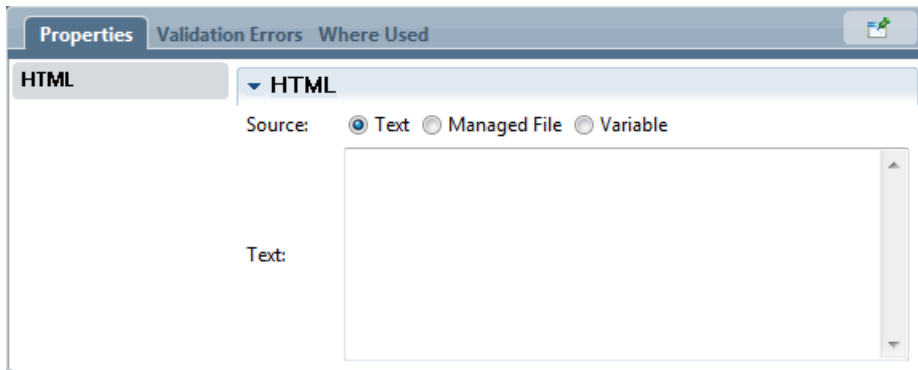 Properties Validation Errors Where Used
HTML
HTML
Source: Text Managed File Variable
Text: